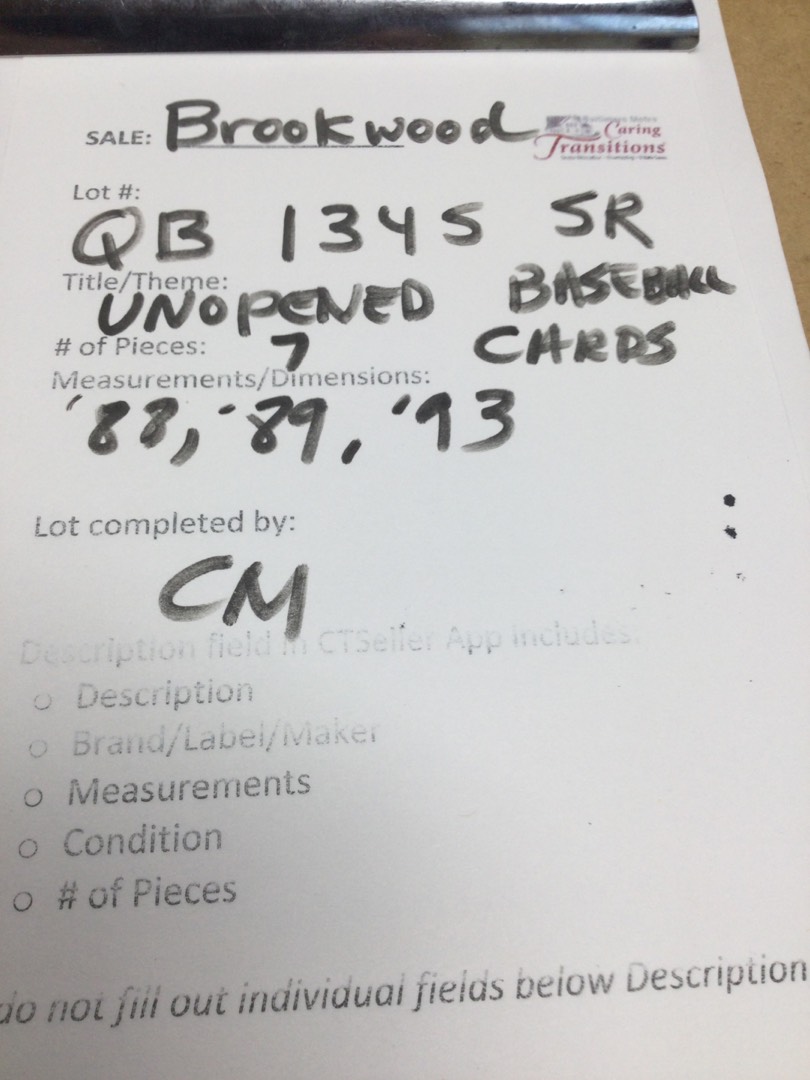 SALE: Brookwood
Caring
Transitions
Lot #:
QB 1345 SR
Title/Theme:
UNOPENED BASEBALL
# of Pieces: 7 CARDS
Measurements/Dimensions:
'88, '89, '93
Lot completed by:
CM
Description field in CTSeller App includes:
○ Description
○ Brand/Label/Maker
○ Measurements
○ Condition
○ # of Pieces
do not fill out individual fields below Description